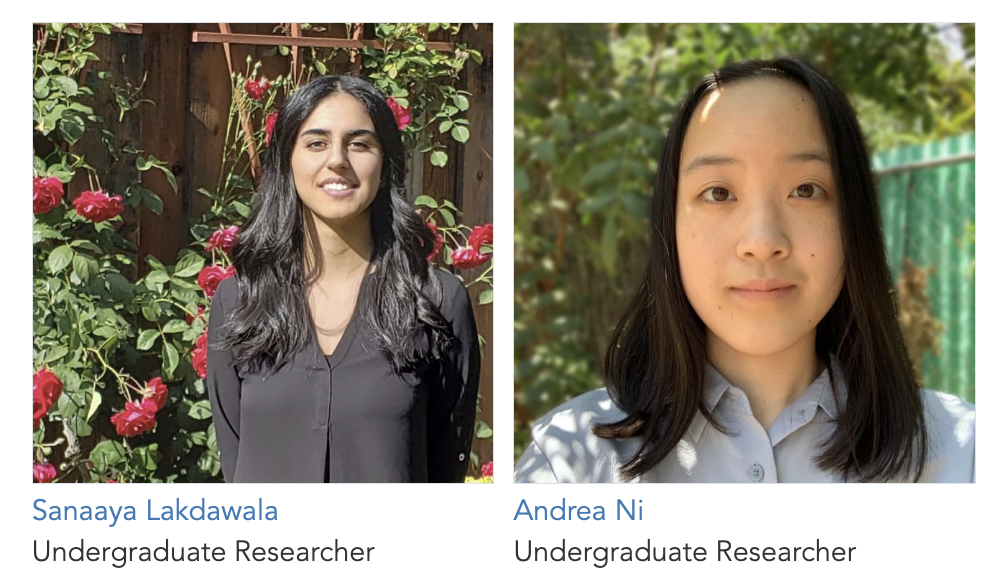 Sanaaya Lakdawala
Undergraduate Researcher
Andrea Ni
Undergraduate Researcher